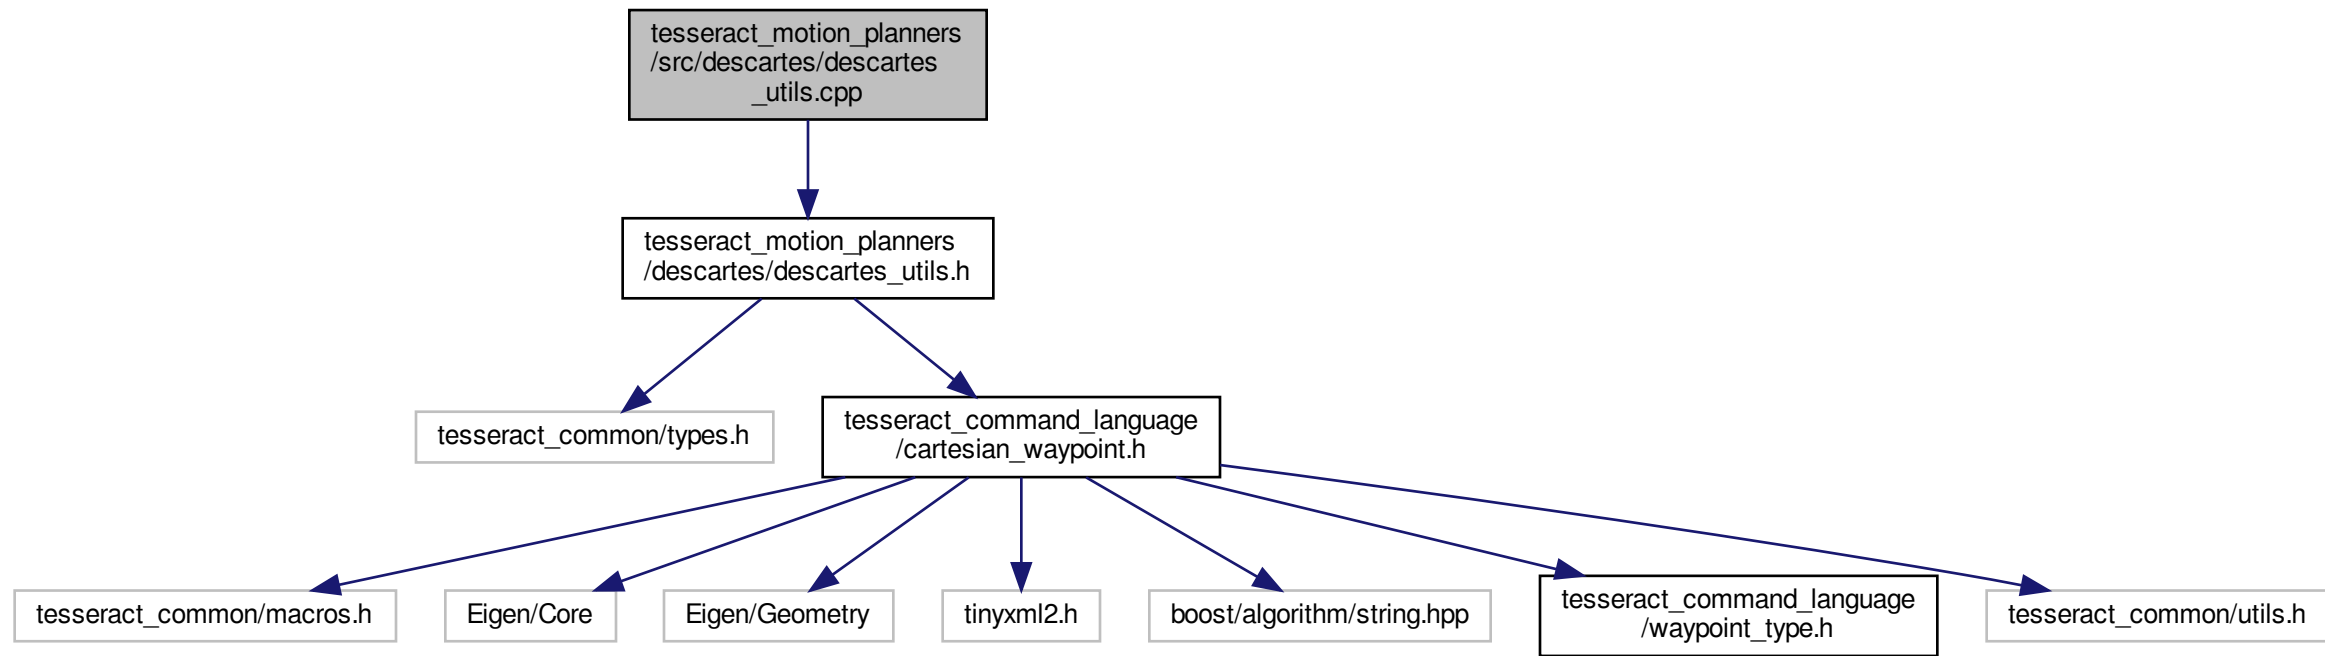 tesseract_motion_planners
/src/descartes/descartes
_utils.cpp
tesseract_motion_planners
/descartes/descartes_utils.h
tesseract_common/types.h
tesseract_command_language
/cartesian_waypoint.h
tesseract_common/macros.h
Eigen/Core
Eigen/Geometry
tinyxml2.h
boost/algorithm/string.hpp
tesseract_command_language
/waypoint_type.h
tesseract_common/utils.h